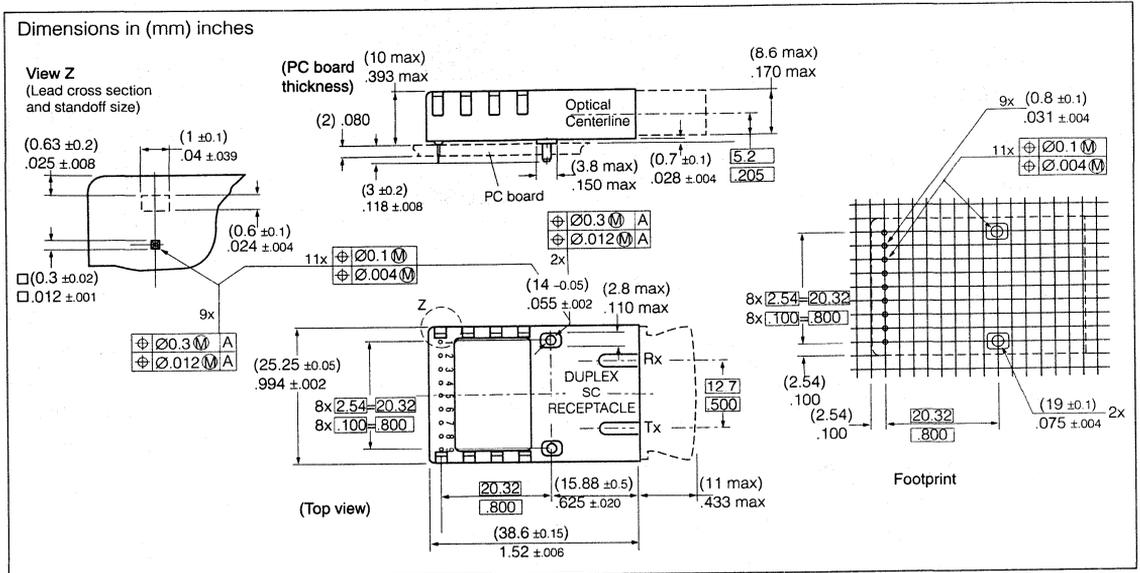 Dimensions in (mm) inches
View Z
(Lead cross section
and standoff size)
(0.63 ±0.2)
.025 ±.008
(1 ±0.1)
.04 ±.039
(0.6 ±0.1)
.024 ±.004
□(0.3 ±0.02)
□.012 ±.001
9x
⌖ Ø0.3 Ⓜ A
⌖ Ø.012 Ⓜ A
(PC board
thickness)
(10 max)
.393 max
(2) .080
(3 ±0.2)
.118 ±.008
PC board
Optical
Centerline
(3.8 max)
.150 max
(0.7 ±0.1)
.028 ±.004
(8.6 max)
.170 max
5.2
.205
⌖ Ø0.3 Ⓜ A
⌖ Ø.012 Ⓜ A
2x
11x
⌖ Ø0.1 Ⓜ
⌖ Ø.004 Ⓜ
(14 -0.05)
.055 ±.002
(2.8 max)
.110 max
Z
(25.25 ±0.05)
.994 ±.002
8x 2.54=20.32
8x .100=.800
1
2
3
4
5
6
7
8
9
Rx
DUPLEX
SC
RECEPTACLE
Tx
12.7
.500
(Top view)
20.32
.800
(15.88 ±0.5)
.625 ±.020
(11 max)
.433 max
(38.6 ±0.15)
1.52 ±.006
9x
(0.8 ±0.1)
.031 ±.004
11x
⌖ Ø0.1 Ⓜ
⌖ Ø.004 Ⓜ
8x 2.54=20.32
8x .100=.800
(2.54)
.100
(2.54)
.100
20.32
.800
(19 ±0.1)
.075 ±.004
2x
Footprint